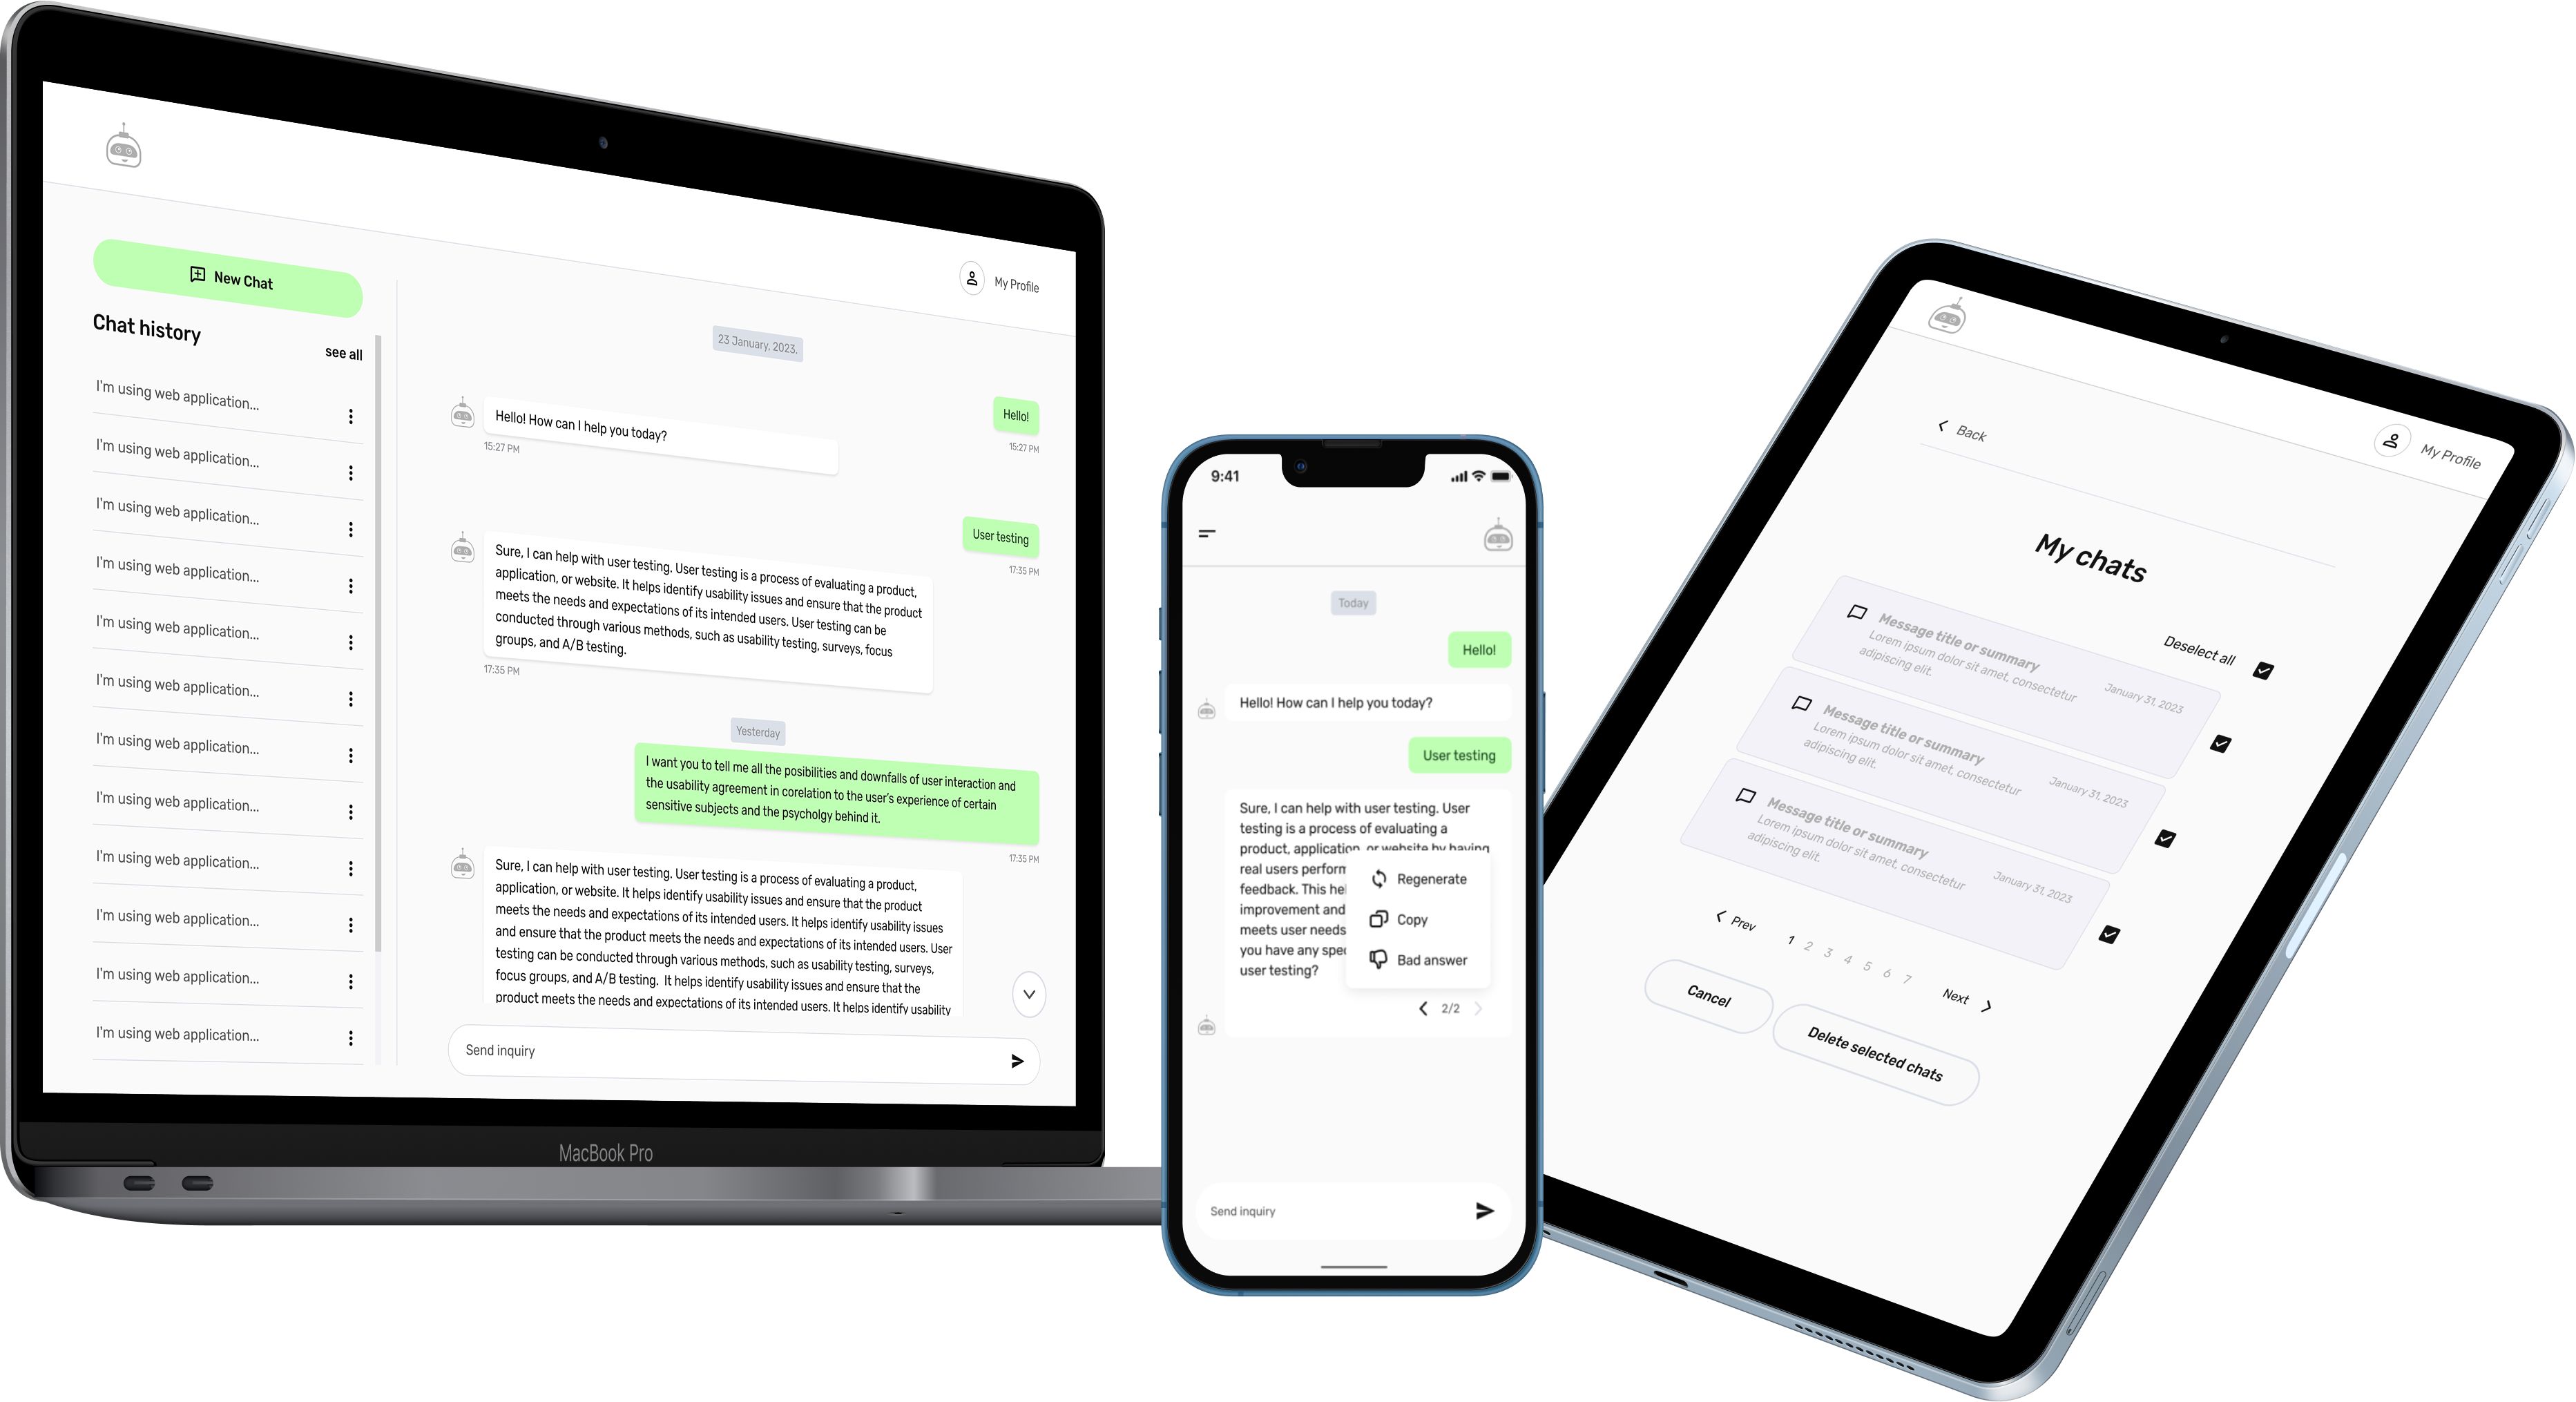 New Chat
Chat history
see all
I'm using web application...
I'm using web application...
I'm using web application...
I'm using web application...
I'm using web application...
I'm using web application...
I'm using web application...
I'm using web application...
I'm using web application...
I'm using web application...
I'm using web application...
I'm using web application...
My Profile
23 January, 2023.
Hello!
15:27 PM
Hello! How can I help you today?
15:27 PM
User testing
17:35 PM
Sure, I can help with user testing. User testing is a process of evaluating a product,
application, or website. It helps identify usability issues and ensure that the product
meets the needs and expectations of its intended users. User testing can be
conducted through various methods, such as usability testing, surveys, focus
groups, and A/B testing.
17:35 PM
Yesterday
I want you to tell me all the posibilities and downfalls of user interaction and
the usability agreement in corelation to the user's experience of certain
sensitive subjects and the psycholgy behind it.
17:35 PM
Sure, I can help with user testing. User testing is a process of evaluating a product,
application, or website. It helps identify usability issues and ensure that the product
meets the needs and expectations of its intended users. It helps identify usability issues
and ensure that the product meets the needs and expectations of its intended users. User
testing can be conducted through various methods, such as usability testing, surveys,
focus groups, and A/B testing.  It helps identify usability issues and ensure that the
product meets the needs and expectations of its intended users. It helps identify usability
Send inquiry
MacBook Pro
9:41
Today
Hello!
Hello! How can I help you today?
User testing
Sure, I can help with user testing. User
testing is a process of evaluating a
product, application, or website by having
real users perform
feedback. This hel
improvement and
meets user needs
you have any spec
user testing?
Regenerate
Copy
Bad answer
2/2
Send inquiry
Back
My Profile
My chats
Deselect all
Message title or summary
Lorem ipsum dolor sit amet, consectetur
adipiscing elit.
January 31, 2023
Message title or summary
Lorem ipsum dolor sit amet, consectetur
adipiscing elit.
January 31, 2023
Message title or summary
Lorem ipsum dolor sit amet, consectetur
adipiscing elit.
January 31, 2023
Prev 1 2 3 4 5 6 7 Next
Cancel
Delete selected chats